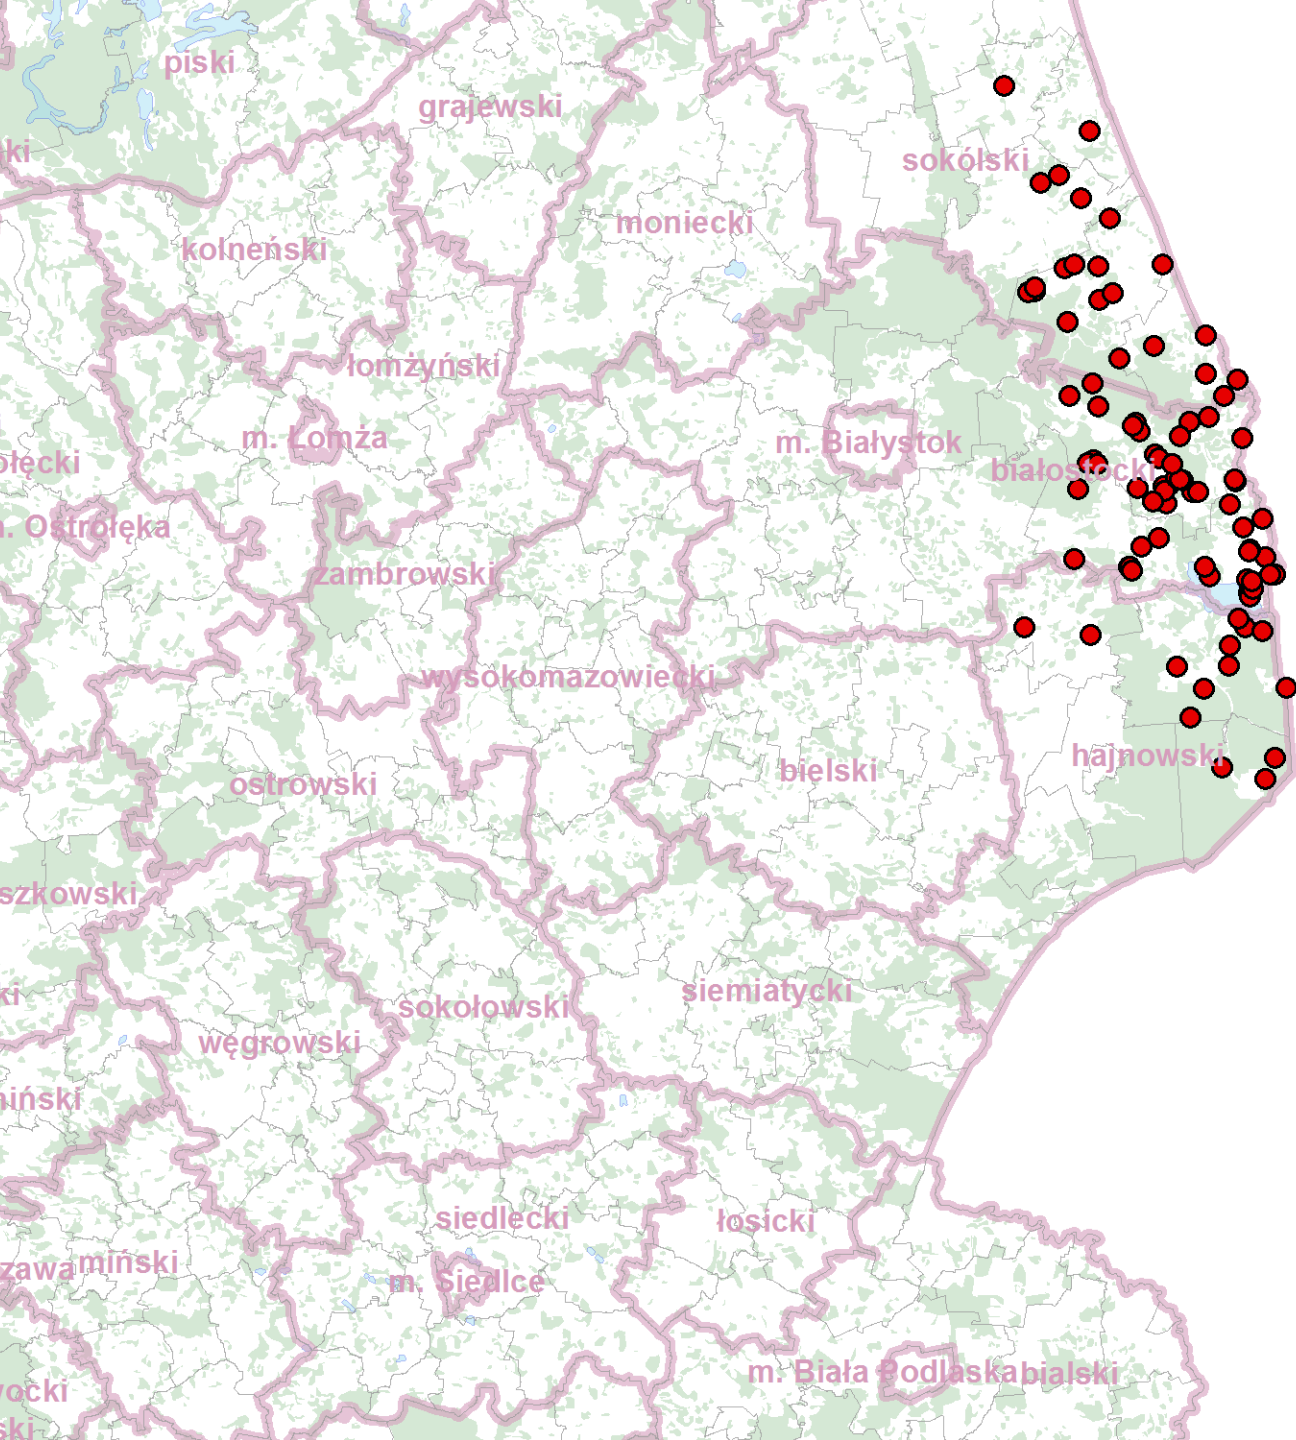 piski
grajewski
ki
sokólski
moniecki
kolneński
łomżyński
m. Łomża
m. Białystok
ołęcki
białostocki
m. Ostrołęka
zambrowski
wysokomazowiecki
hajnowski
bielski
ostrowski
szkowski
siemiatycki
ki
sokołowski
węgrowski
iński
siedlecki
łosicki
zawa
miński
m. Siedlce
m. Biała Podlaska
bialski
ocki
ski